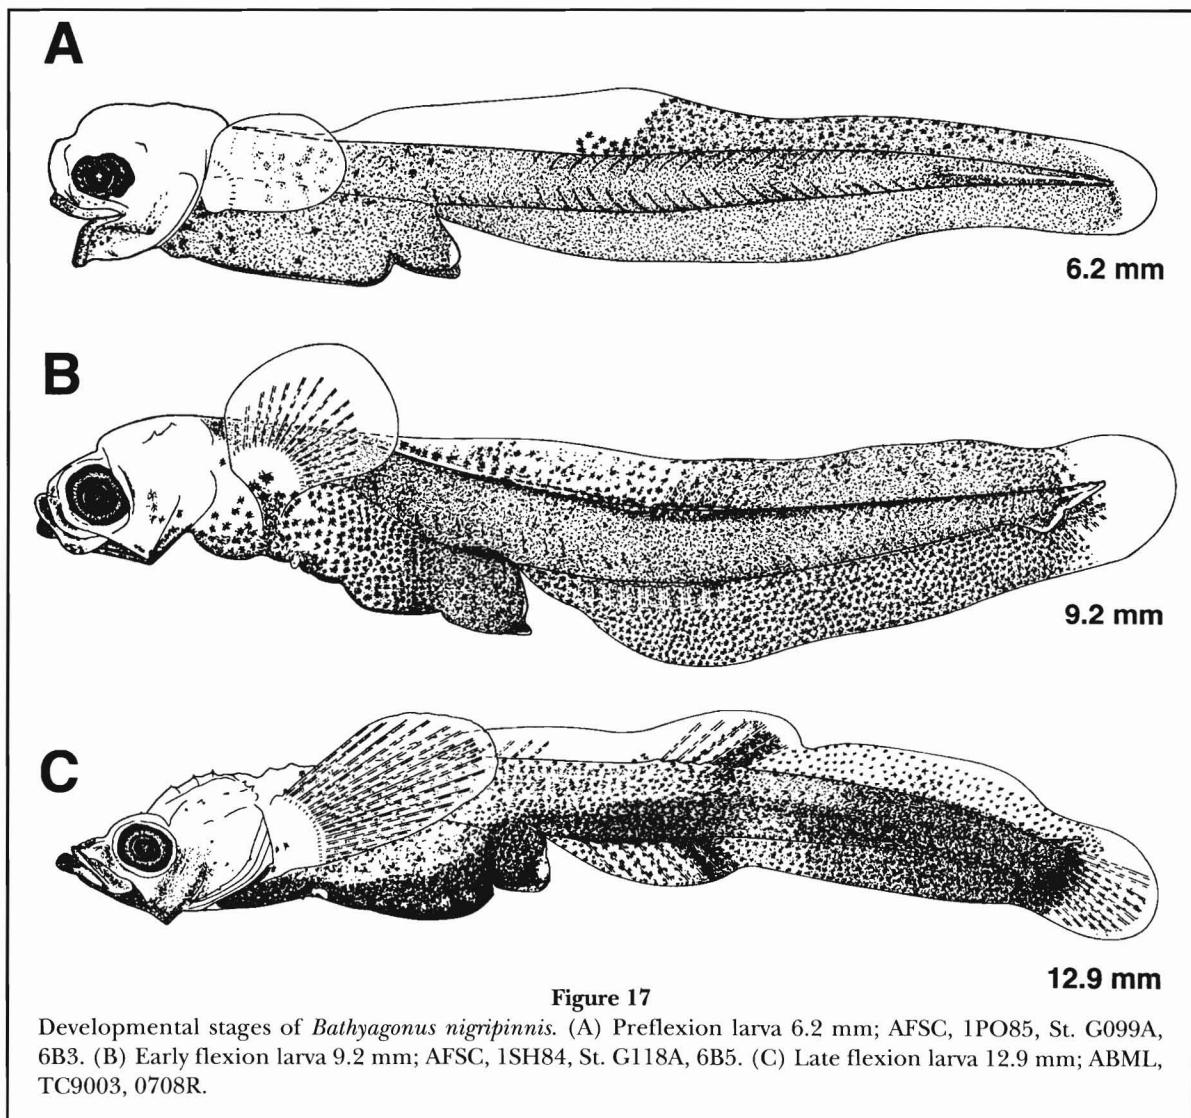 A
6.2 mm
B
9.2 mm
C
12.9 mm
Figure 17
Developmental stages of Bathyagonus nigripinnis. (A) Preflexion larva 6.2 mm; AFSC, 1PO85, St. G099A,
6B3. (B) Early flexion larva 9.2 mm; AFSC, 1SH84, St. G118A, 6B5. (C) Late flexion larva 12.9 mm; ABML,
TC9003, 0708R.